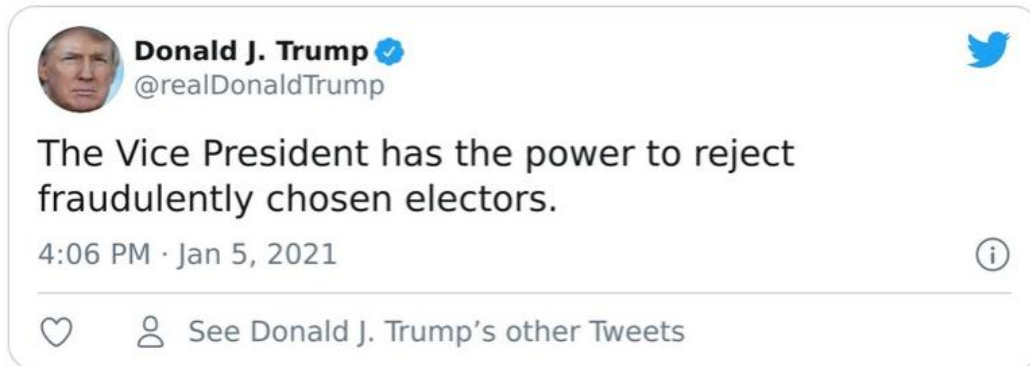 Donald J. Trump
@realDonaldTrump
The Vice President has the power to reject
fraudulently chosen electors.
4:06 PM · Jan 5, 2021
See Donald J. Trump’s other Tweets